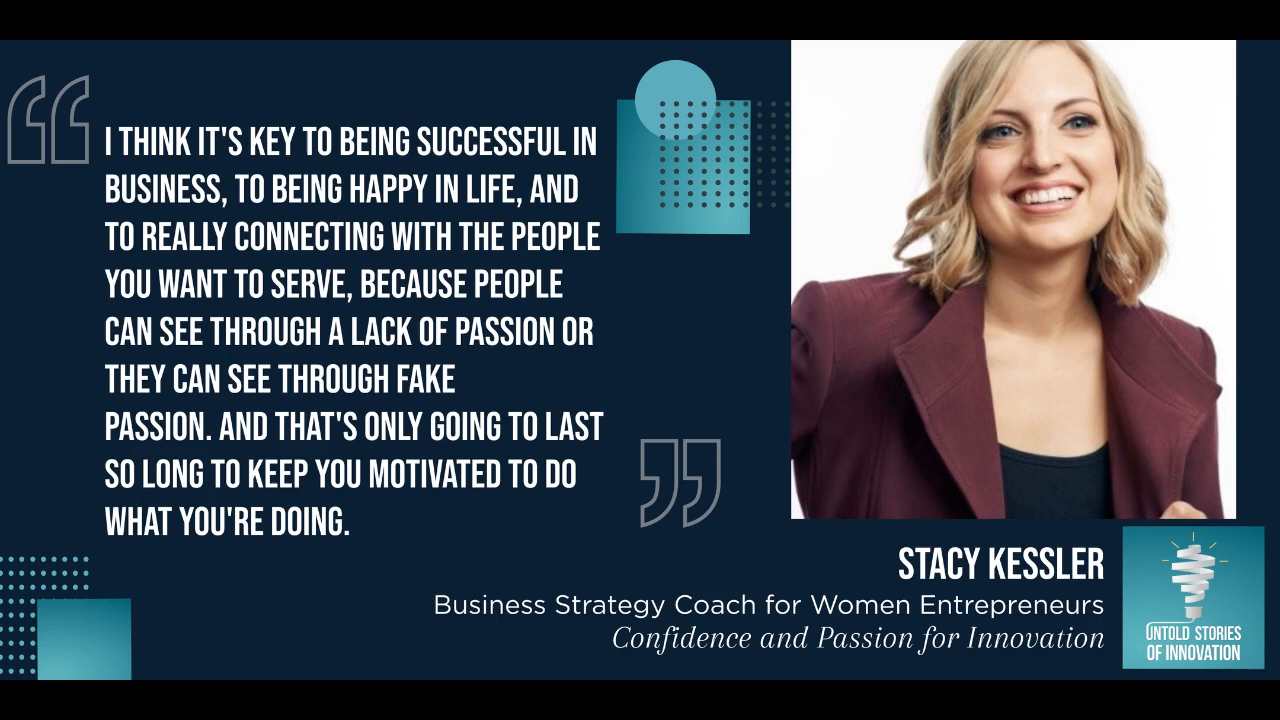 I THINK IT'S KEY TO BEING SUCCESSFUL IN
BUSINESS, TO BEING HAPPY IN LIFE, AND
TO REALLY CONNECTING WITH THE PEOPLE
YOU WANT TO SERVE, BECAUSE PEOPLE
CAN SEE THROUGH A LACK OF PASSION OR
THEY CAN SEE THROUGH FAKE
PASSION. AND THAT'S ONLY GOING TO LAST
SO LONG TO KEEP YOU MOTIVATED TO DO
WHAT YOU'RE DOING.
STACY KESSLER
Business Strategy Coach for Women Entrepreneurs
Confidence and Passion for Innovation
UNTOLD STORIES
OF INNOVATION